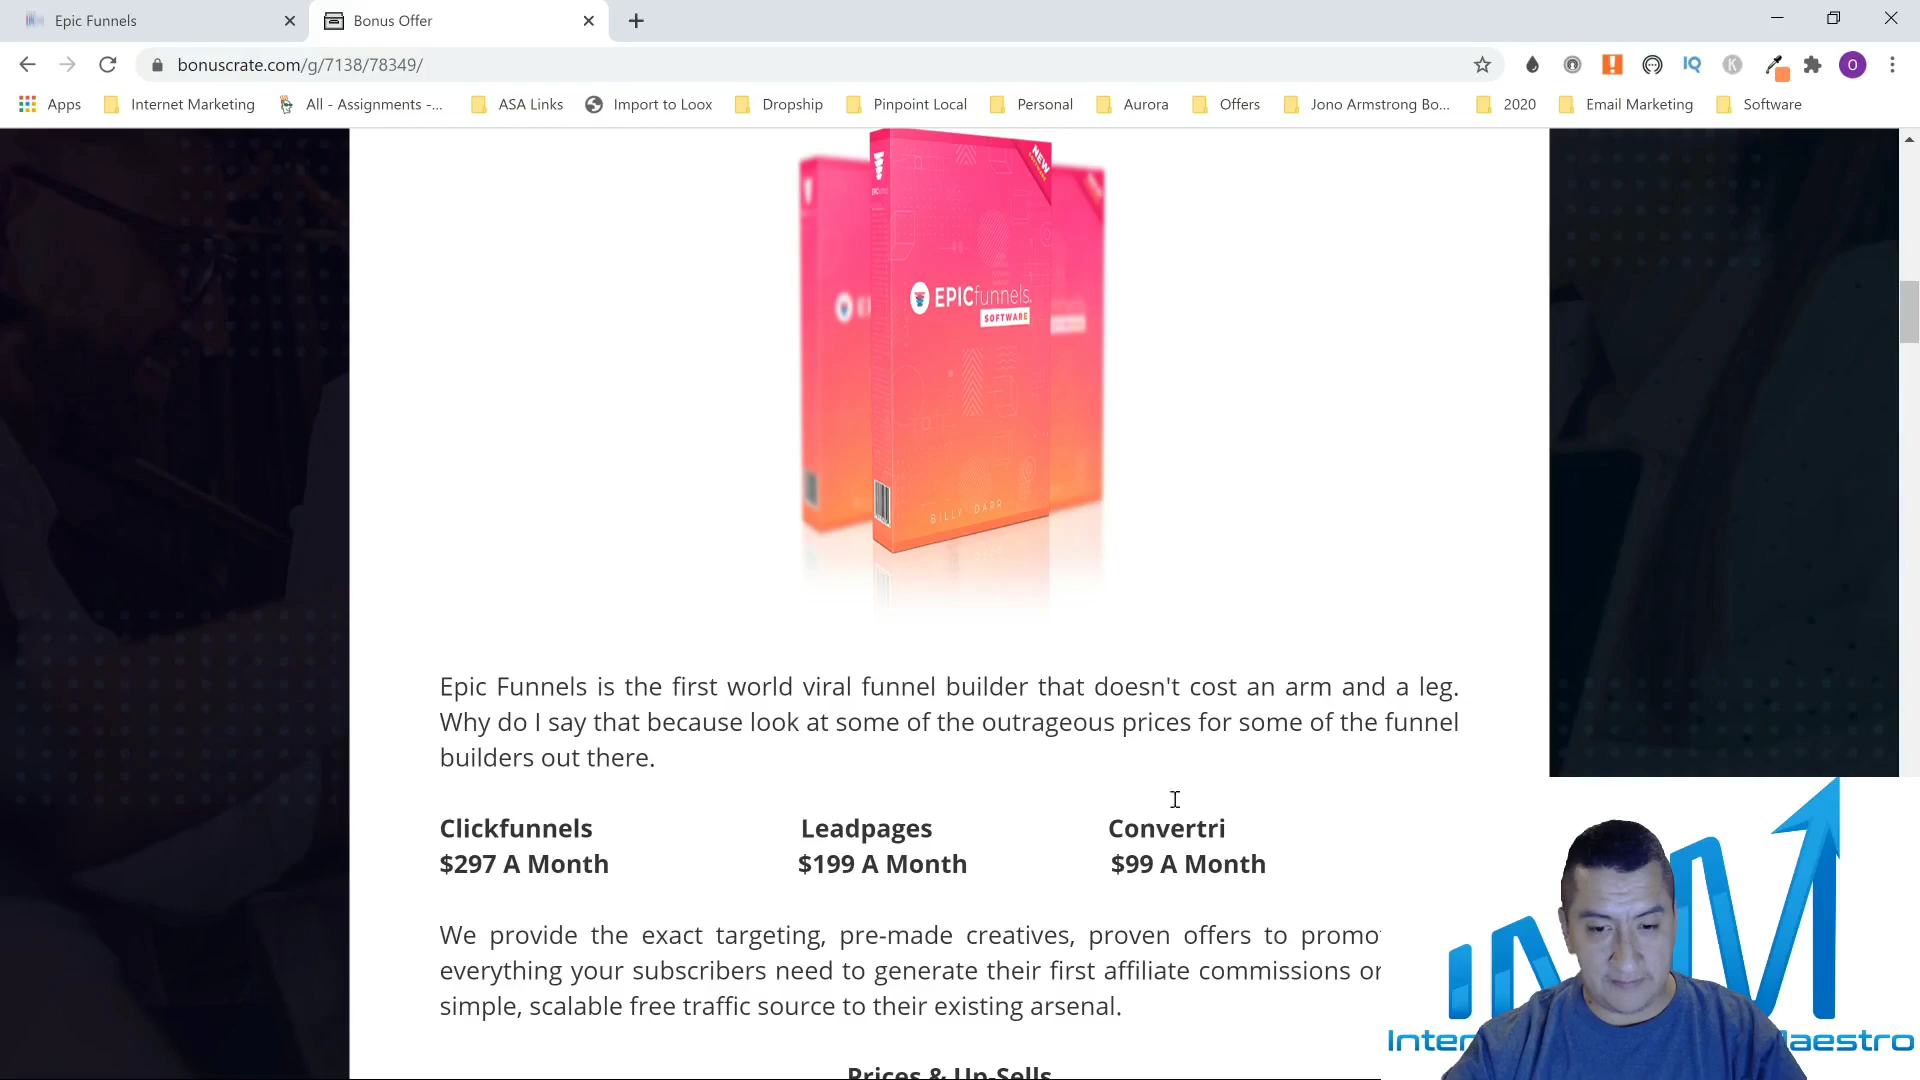 Epic Funnels
Bonus Offer
bonuscrate.com/g/7138/78349/
IQ
K
O
Apps
Internet Marketing
All - Assignments -...
ASA Links
Import to Loox
Dropship
Pinpoint Local
Personal
Aurora
Offers
Jono Armstrong Bo...
2020
Email Marketing
Software
NEW
EPICfunnels.
SOFTWARE
BILLY DARR
Epic Funnels is the first world viral funnel builder that doesn't cost an arm and a leg.
Why do I say that because look at some of the outrageous prices for some of the funnel
builders out there.
Clickfunnels Leadpages Convertri
$297 A Month $199 A Month $99 A Month
We provide the exact targeting, pre-made creatives, proven offers to promo
everything your subscribers need to generate their first affiliate commissions or
simple, scalable free traffic source to their existing arsenal.
Prices & Up-Sells
Inter aestro